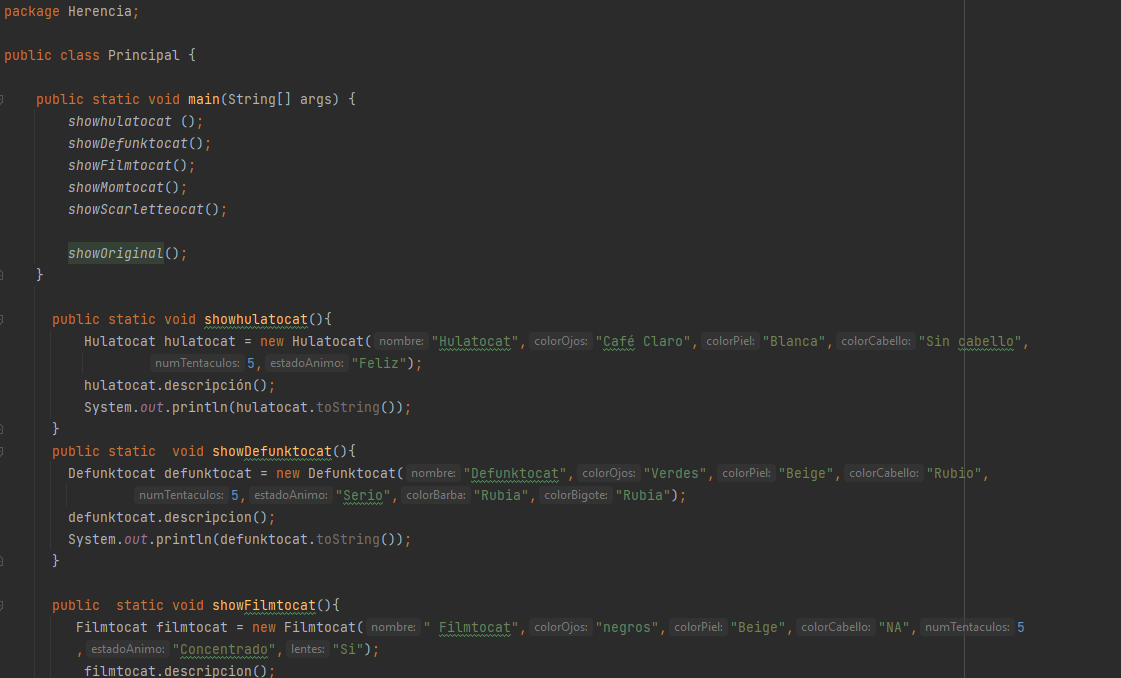 package Herencia;
public class Principal {
public static void main(String[] args) {
showhulatocat ();
showDefunktocat();
showFilmtocat();
showMomtocat();
showScarletteocat();
showOriginal();
}
public static void showhulatocat(){
Hulatocat hulatocat = new Hulatocat( nombre: "Hulatocat", colorOjos: "Café Claro", colorPiel: "Blanca", colorCabello: "Sin cabello",
numTentaculos: 5, estadoAnimo: "Feliz");
hulatocat.descripción();
System.out.println(hulatocat.toString());
}
public static  void showDefunktocat(){
Defunktocat defunktocat = new Defunktocat( nombre: "Defunktocat", colorOjos: "Verdes", colorPiel: "Beige", colorCabello: "Rubio",
numTentaculos: 5, estadoAnimo: "Serio", colorBarba: "Rubia", colorBigote: "Rubia");
defunktocat.descripcion();
System.out.println(defunktocat.toString());
}
public  static void showFilmtocat(){
Filmtocat filmtocat = new Filmtocat( nombre: " Filmtocat", colorOjos: "negros", colorPiel: "Beige", colorCabello: "NA", numTentaculos: 5
, estadoAnimo: "Concentrado", lentes: "Si");
filmtocat.descripcion();